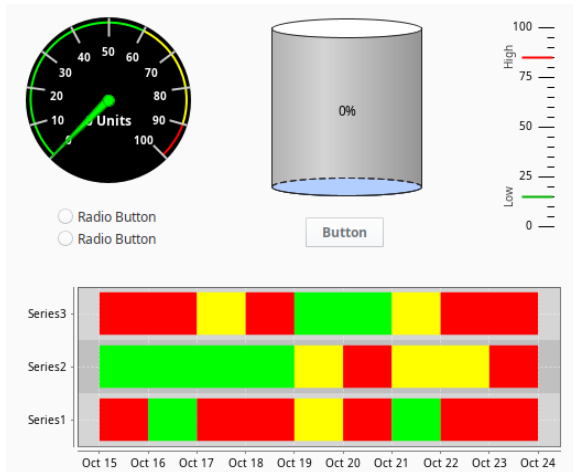 0
10
20
30
40
50
60
70
80
90
100
0 Units
0%
100
75
50
25
0
High
Low
Radio Button
Radio Button
Button
Series3
Series2
Series1
Oct 15 Oct 16 Oct 17 Oct 18 Oct 19 Oct 20 Oct 21 Oct 22 Oct 23 Oct 24